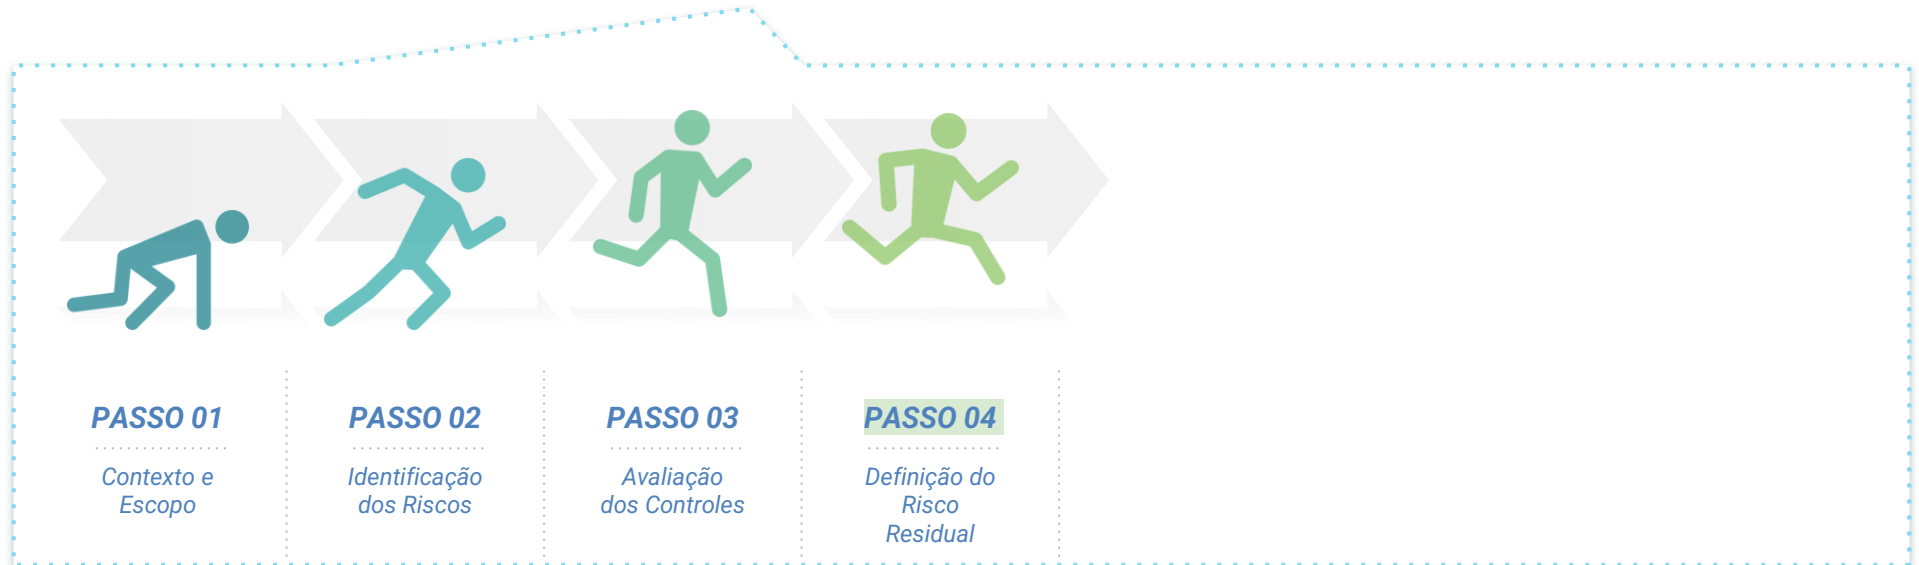 PASSO 01
Contexto e
Escopo
PASSO 02
Identificação
dos Riscos
PASSO 03
Avaliação
dos Controles
PASSO 04
Definição do
Risco
Residual